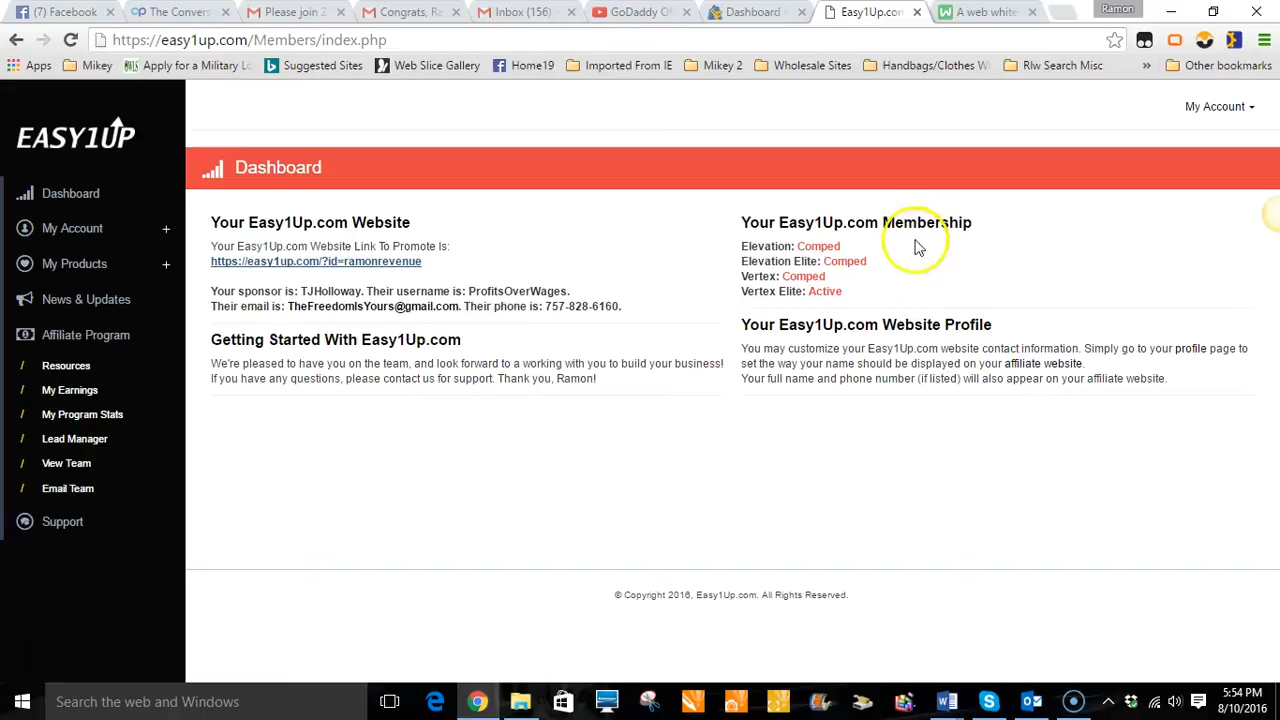 (7) Facebook
The Convers
Please join 2
Congrats, Ra
Inbox (156)
GoDaddy Of
Dashboard
Easy1Up.com
A web white
Ramon
https://easy1up.com/Members/index.php
Apps
Mikey
Apply for a Military Lo
Suggested Sites
Web Slice Gallery
Home19
Imported From IE
Mikey 2
Wholesale Sites
Handbags/Clothes W
Rlw Search Misc
»
Other bookmarks
EASY1UP
My Account
Dashboard
Dashboard
My Account +
My Products +
News & Updates
Affiliate Program
/ Resources
/ My Earnings
/ My Program Stats
/ Lead Manager
/ View Team
/ Email Team
Support
Your Easy1Up.com Website
Your Easy1Up.com Website Link To Promote Is:
https://easy1up.com/?id=ramonrevenue
Your sponsor is: TJHolloway. Their username is: ProfitsOverWages.
Their email is: TheFreedomIsYours@gmail.com. Their phone is: 757-828-6160.
Getting Started With Easy1Up.com
We're pleased to have you on the team, and look forward to a working with you to build your business!
If you have any questions, please contact us for support. Thank you, Ramon!
Your Easy1Up.com Membership
Elevation: Comped
Elevation Elite: Comped
Vertex: Comped
Vertex Elite: Active
Your Easy1Up.com Website Profile
You may customize your Easy1Up.com website contact information. Simply go to your profile page to
set the way your name should be displayed on your affiliate website.
Your full name and phone number (if listed) will also appear on your affiliate website.
© Copyright 2016, Easy1Up.com. All Rights Reserved.
Search the web and Windows
5:54 PM
8/10/2016